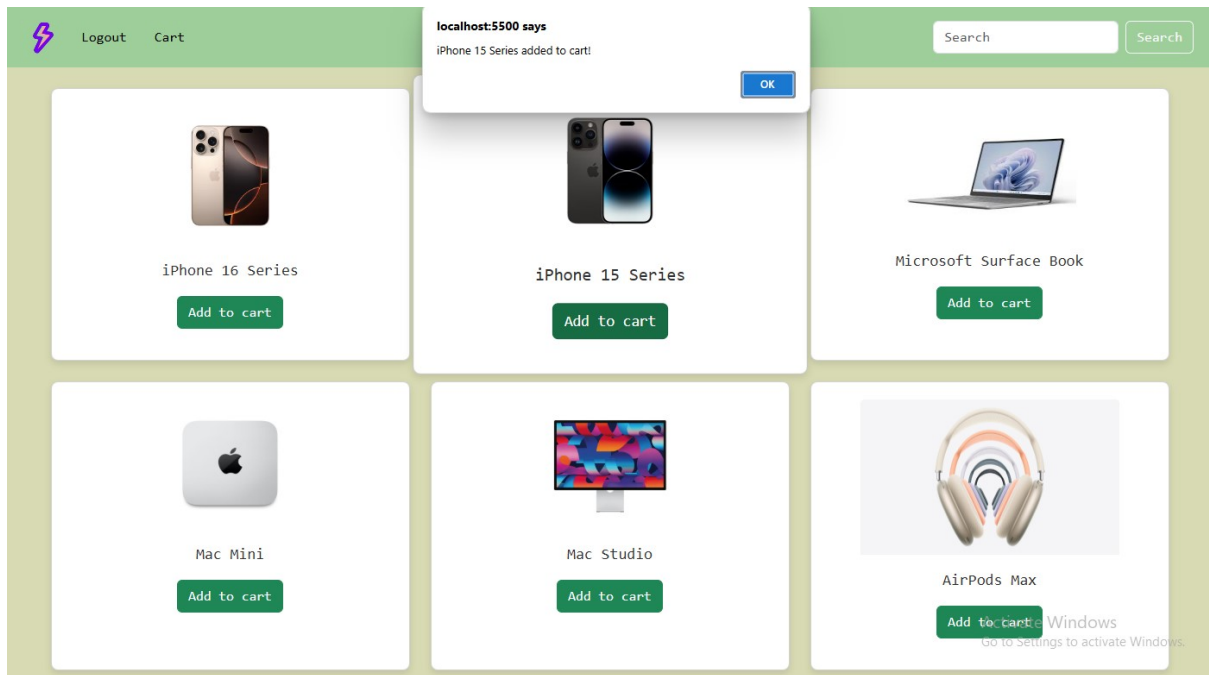 localhost:5500 says
iPhone 15 Series added to cart!
OK
Logout Cart
Search Search
iPhone 16 Series
Add to cart
iPhone 15 Series
Add to cart
Microsoft Surface Book
Add to cart
Mac Mini
Add to cart
Mac Studio
Add to cart
AirPods Max
Add to cart
Activate Windows
Go to Settings to activate Windows.